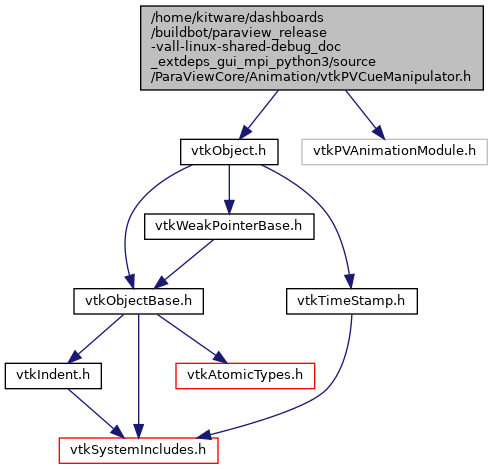 /home/kitware/dashboards
/buildbot/paraview_release
-vall-linux-shared-debug_doc
_extdeps_gui_mpi_python3/source
/ParaViewCore/Animation/vtkPVCueManipulator.h
vtkObject.h
vtkPVAnimationModule.h
vtkWeakPointerBase.h
vtkObjectBase.h
vtkTimeStamp.h
vtkIndent.h
vtkAtomicTypes.h
vtkSystemIncludes.h